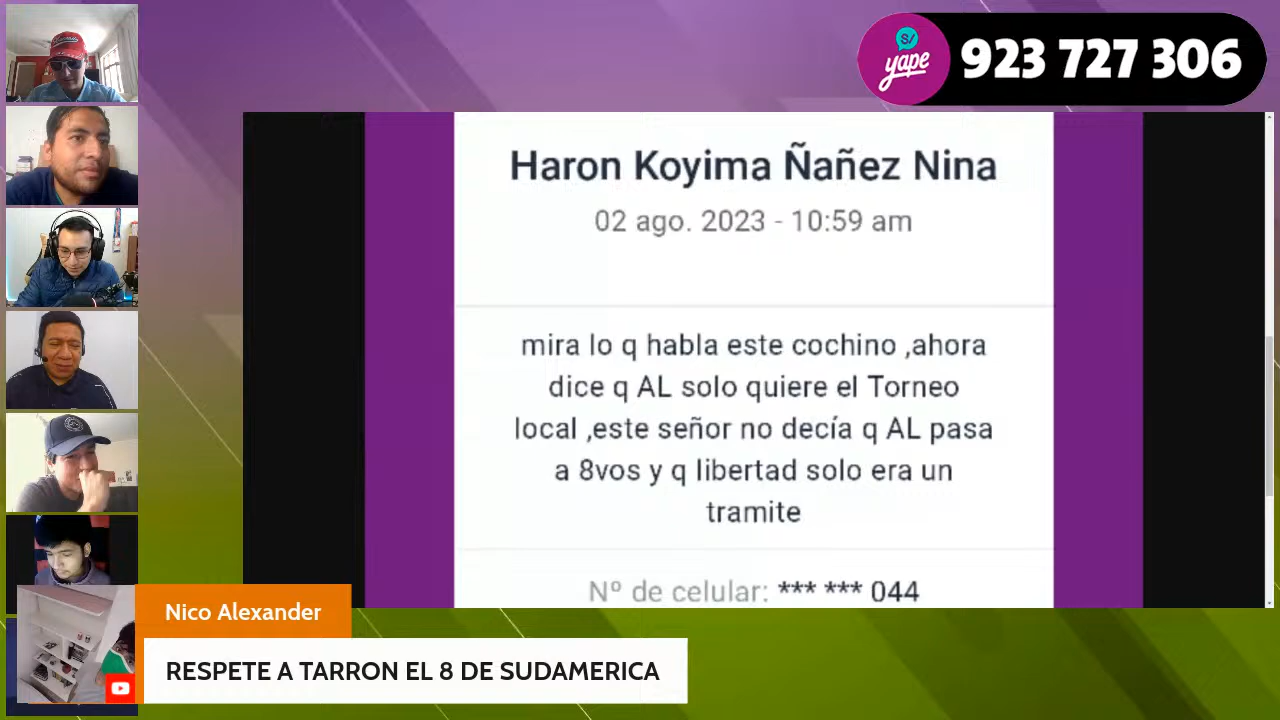 S/
yape
923 727 306
Haron Koyima Ñañez Nina
02 ago. 2023 - 10:59 am
mira lo q habla este cochino ,ahora
dice q AL solo quiere el Torneo
local ,este señor no decía q AL pasa
a 8vos y q libertad solo era un
tramite
Nº de celular: *** *** 044
Nico Alexander
RESPETE A TARRON EL 8 DE SUDAMERICA